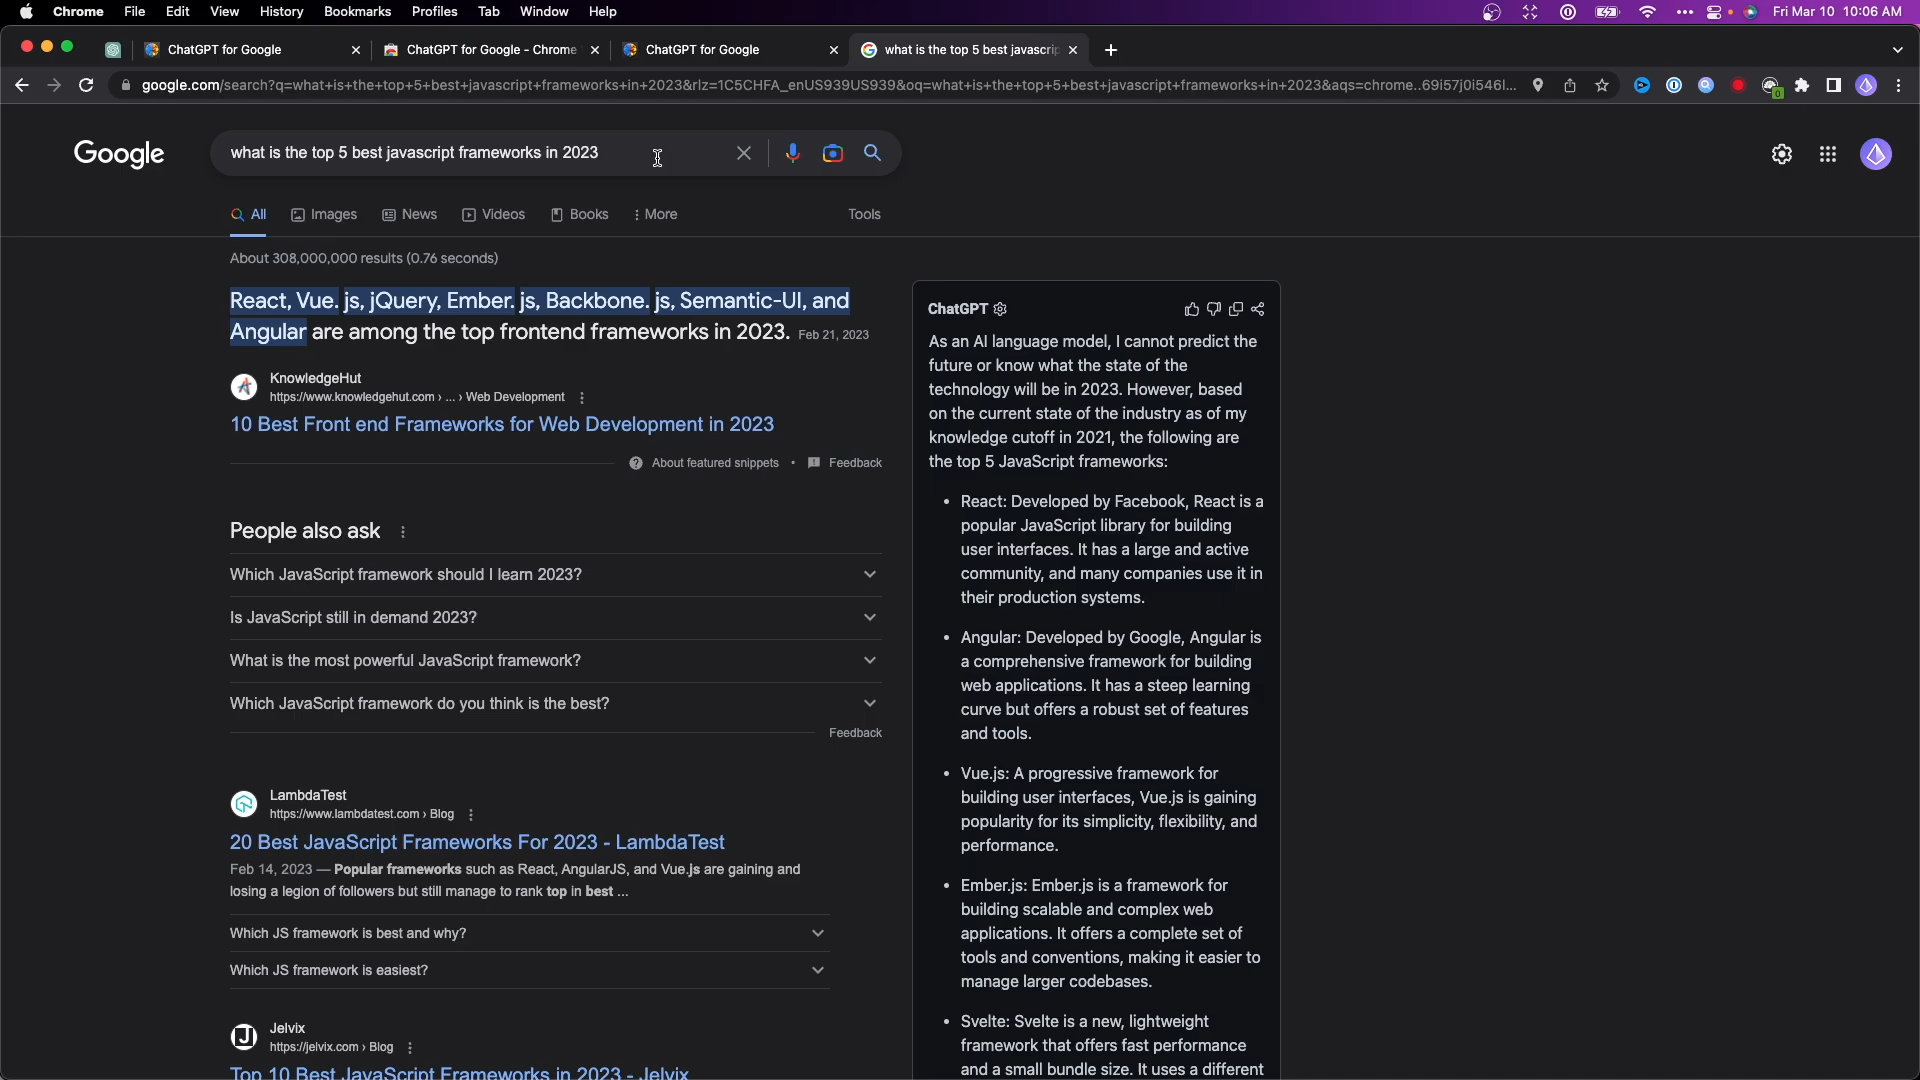 Chrome File Edit View History Bookmarks Profiles Tab Window Help
Fri Mar 10 10:06 AM
ChatGPT for Google
ChatGPT for Google - Chrome
ChatGPT for Google
what is the top 5 best javascrip
google.com/search?q=what+is+the+top+5+best+javascript+frameworks+in+2023&rlz=1C5CHFA_enUS939US939&oq=what+is+the+top+5+best+javascript+frameworks+in+2023&aqs=chrome..69i57j0i546l...
0
Google
what is the top 5 best javascript frameworks in 2023
All Images News Videos Books More Tools
About 308,000,000 results (0.76 seconds)
React, Vue. js, jQuery, Ember. js, Backbone. js, Semantic-UI, and
Angular are among the top frontend frameworks in 2023. Feb 21, 2023
KnowledgeHut
https://www.knowledgehut.com › ... › Web Development
10 Best Front end Frameworks for Web Development in 2023
About featured snippets • Feedback
People also ask
Which JavaScript framework should I learn 2023?
Is JavaScript still in demand 2023?
What is the most powerful JavaScript framework?
Which JavaScript framework do you think is the best?
Feedback
LambdaTest
https://www.lambdatest.com › Blog
20 Best JavaScript Frameworks For 2023 - LambdaTest
Feb 14, 2023 — Popular frameworks such as React, AngularJS, and Vue.js are gaining and
losing a legion of followers but still manage to rank top in best ...
Which JS framework is best and why?
Which JS framework is easiest?
Jelvix
https://jelvix.com › Blog
Top 10 Best JavaScript Frameworks in 2023 - Jelvix
ChatGPT
As an AI language model, I cannot predict the
future or know what the state of the
technology will be in 2023. However, based
on the current state of the industry as of my
knowledge cutoff in 2021, the following are
the top 5 JavaScript frameworks:
• React: Developed by Facebook, React is a
popular JavaScript library for building
user interfaces. It has a large and active
community, and many companies use it in
their production systems.
• Angular: Developed by Google, Angular is
a comprehensive framework for building
web applications. It has a steep learning
curve but offers a robust set of features
and tools.
• Vue.js: A progressive framework for
building user interfaces, Vue.js is gaining
popularity for its simplicity, flexibility, and
performance.
• Ember.js: Ember.js is a framework for
building scalable and complex web
applications. It offers a complete set of
tools and conventions, making it easier to
manage larger codebases.
• Svelte: Svelte is a new, lightweight
framework that offers fast performance
and a small bundle size. It uses a different